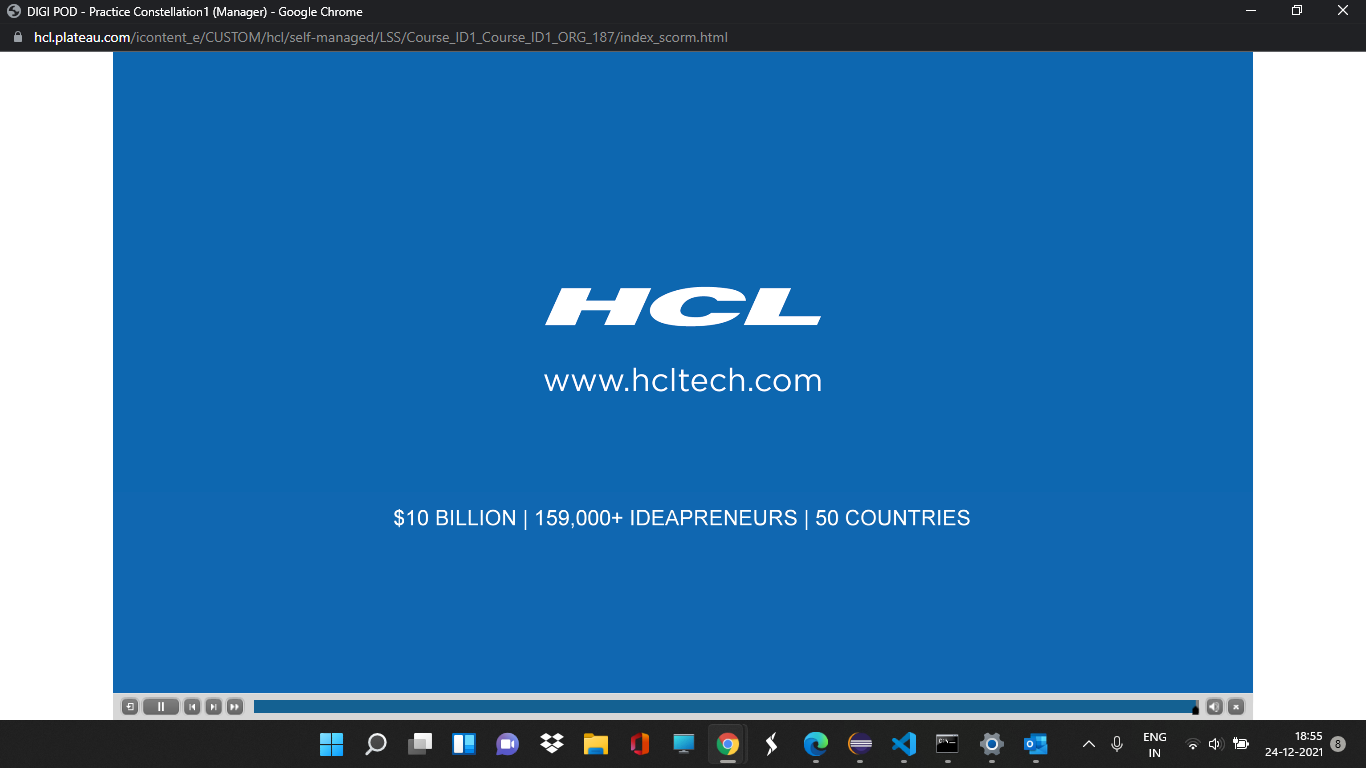 DIGI POD - Practice Constellation1 (Manager) - Google Chrome
hcl.plateau.com/icontent_e/CUSTOM/hcl/self-managed/LSS/Course_ID1_Course_ID1_ORG_187/index_scorm.html
HCL
www.hcltech.com
$10 BILLION | 159,000+ IDEAPRENEURS | 50 COUNTRIES
ENG
IN
18:55
24-12-2021
8